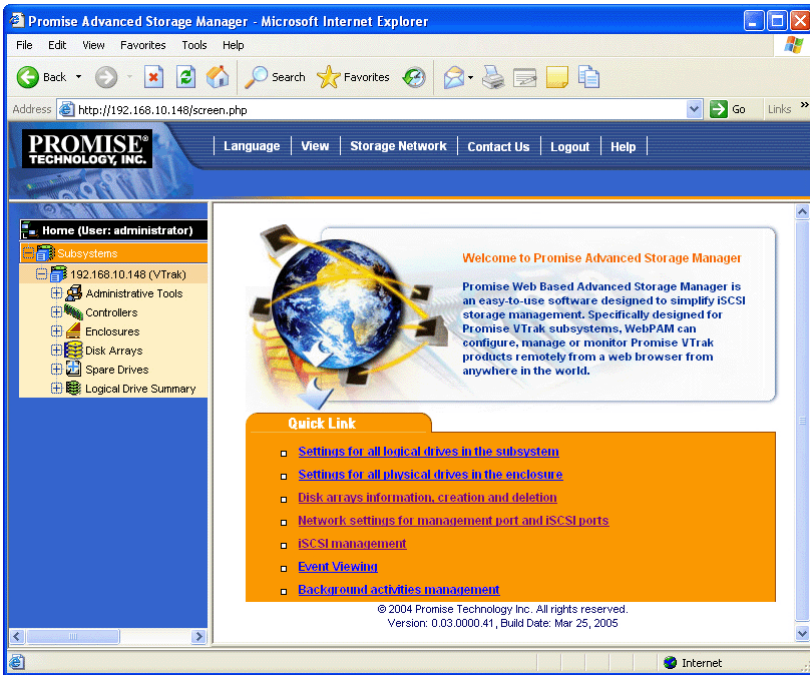 Promise Advanced Storage Manager - Microsoft Internet Explorer
File Edit View Favorites Tools Help
Back Search Favorites
Address http://192.168.10.148/screen.php Go Links »
PROMISE®
TECHNOLOGY, INC.
Language View Storage Network Contact Us Logout Help
Home (User: administrator)
Subsystems
192.168.10.148 (VTrak)
Administrative Tools
Controllers
Enclosures
Disk Arrays
Spare Drives
Logical Drive Summary
Welcome to Promise Advanced Storage Manager
Promise Web Based Advanced Storage Manager is
an easy-to-use software designed to simplify iSCSI
storage management. Specifically designed for
Promise VTrak subsystems, WebPAM can
configure, manage or monitor Promise VTrak
products remotely from a web browser from
anywhere in the world.
Quick Link
Settings for all logical drives in the subsystem
Settings for all physical drives in the enclosure
Disk arrays information, creation and deletion
Network settings for management port and iSCSI ports
iSCSI management
Event Viewing
Background activities management
© 2004 Promise Technology Inc. All rights reserved.
Version: 0.03.0000.41, Build Date: Mar 25, 2005
Internet